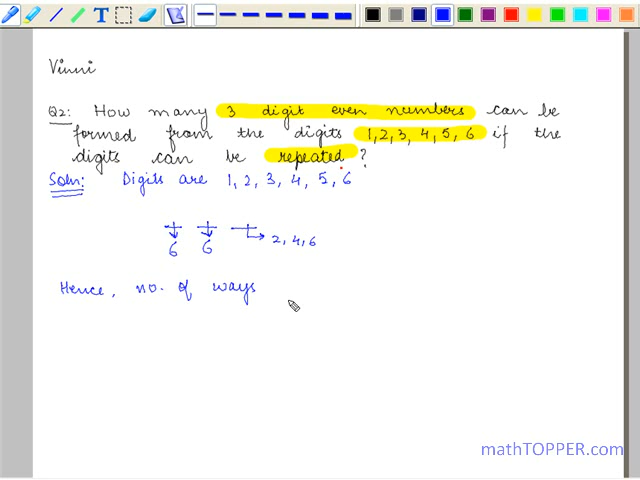 Vinni
Q2: How many 3 digit even numbers can be
formed from the digits 1,2,3, 4, 5, 6 if the
digits can be repeated?
Soln: Digits are 1, 2, 3, 4, 5, 6
6 6 2, 4, 6
Hence, no. of ways
mathTOPPER.com